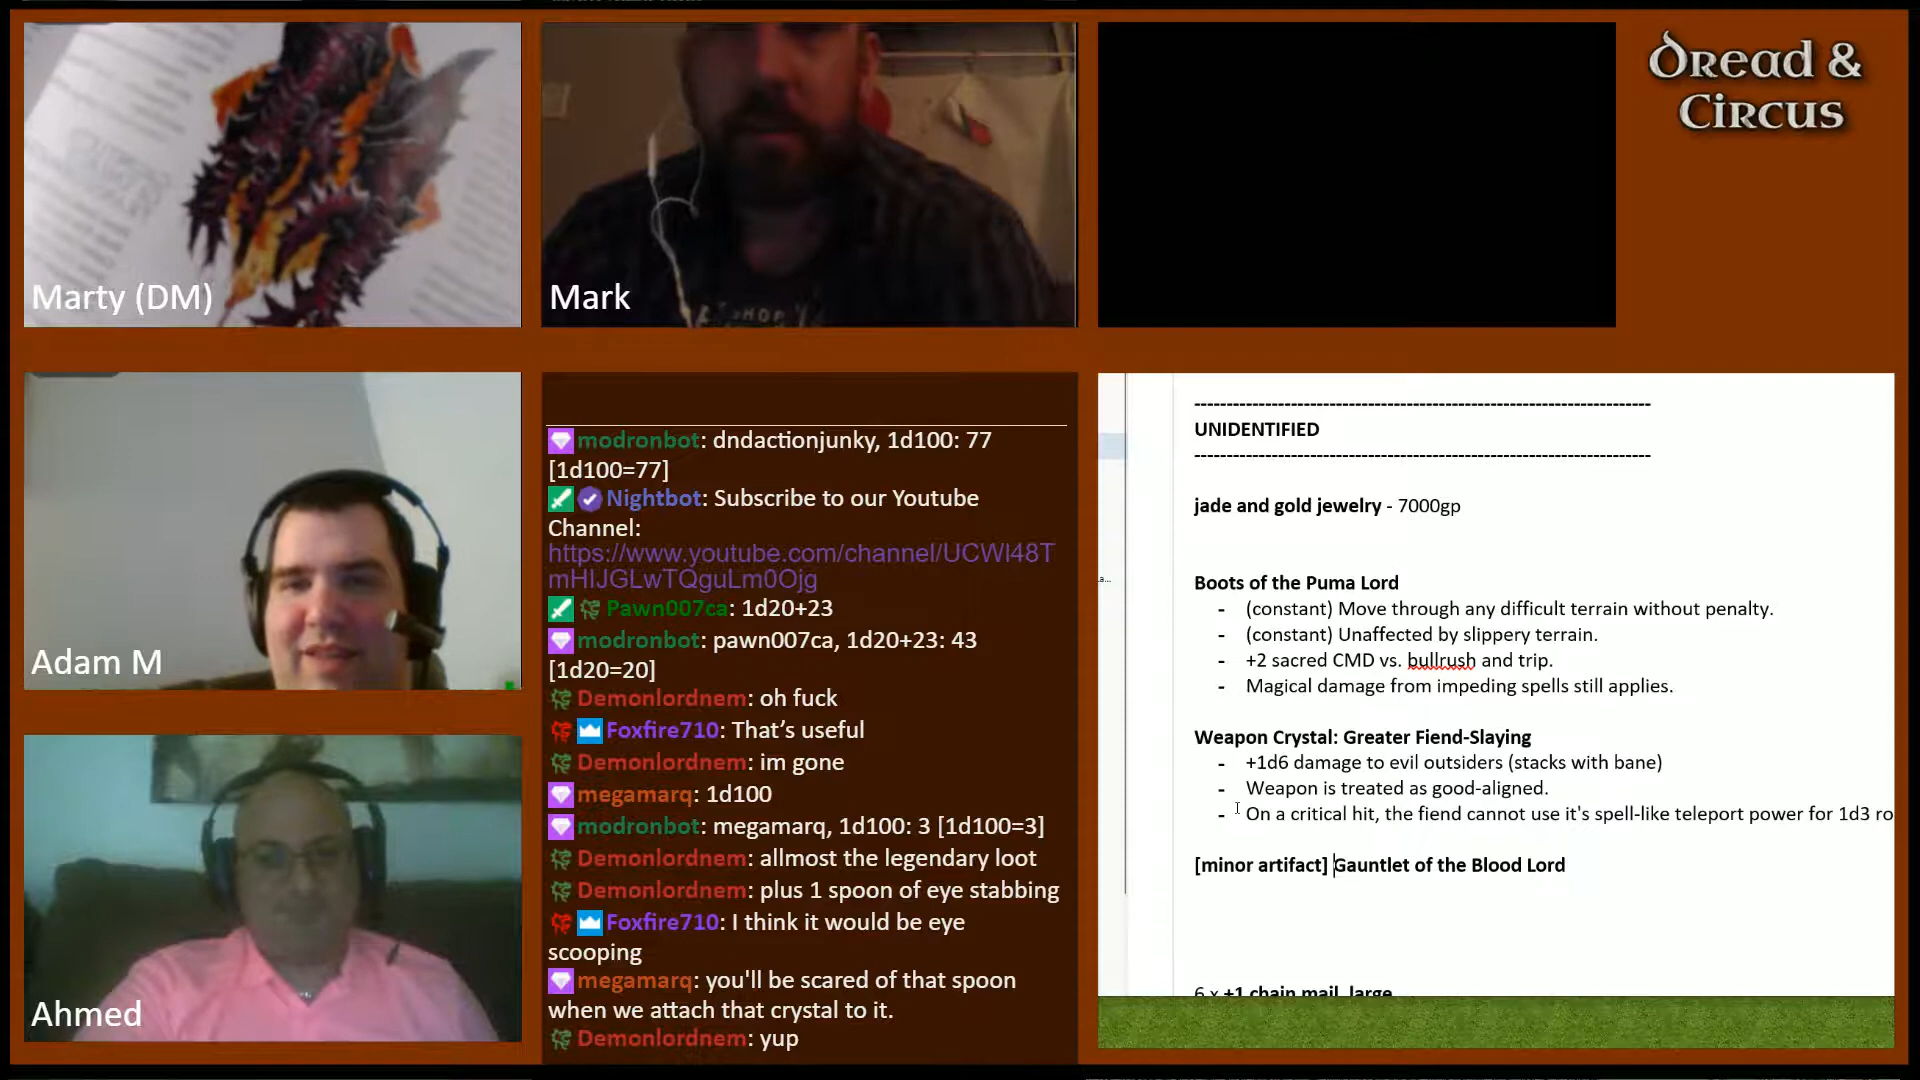 Dread &
Circus
Marty (DM)
Mark
SHOP
Adam M
Ahmed
modronbot: dndactionjunky, 1d100: 77
[1d100=77]
Nightbot: Subscribe to our Youtube
Channel:
https://www.youtube.com/channel/UCWI48T
mHIJGLwTQguLm0Ojg
Pawn007ca: 1d20+23
modronbot: pawn007ca, 1d20+23: 43
[1d20=20]
Demonlordnem: oh fuck
Foxfire710: That's useful
Demonlordnem: im gone
megamarq: 1d100
modronbot: megamarq, 1d100: 3 [1d100=3]
Demonlordnem: allmost the legendary loot
Demonlordnem: plus 1 spoon of eye stabbing
Foxfire710: I think it would be eye
scooping
megamarq: you'll be scared of that spoon
when we attach that crystal to it.
Demonlordnem: yup
----------------------------------------------------------------------
UNIDENTIFIED
----------------------------------------------------------------------
jade and gold jewelry - 7000gp
Boots of the Puma Lord
- (constant) Move through any difficult terrain without penalty.
- (constant) Unaffected by slippery terrain.
- +2 sacred CMD vs. bullrush and trip.
- Magical damage from impeding spells still applies.
Weapon Crystal: Greater Fiend-Slaying
- +1d6 damage to evil outsiders (stacks with bane)
- Weapon is treated as good-aligned.
- On a critical hit, the fiend cannot use it's spell-like teleport power for 1d3 ro
[minor artifact] Gauntlet of the Blood Lord
6 x +1 chain mail, large